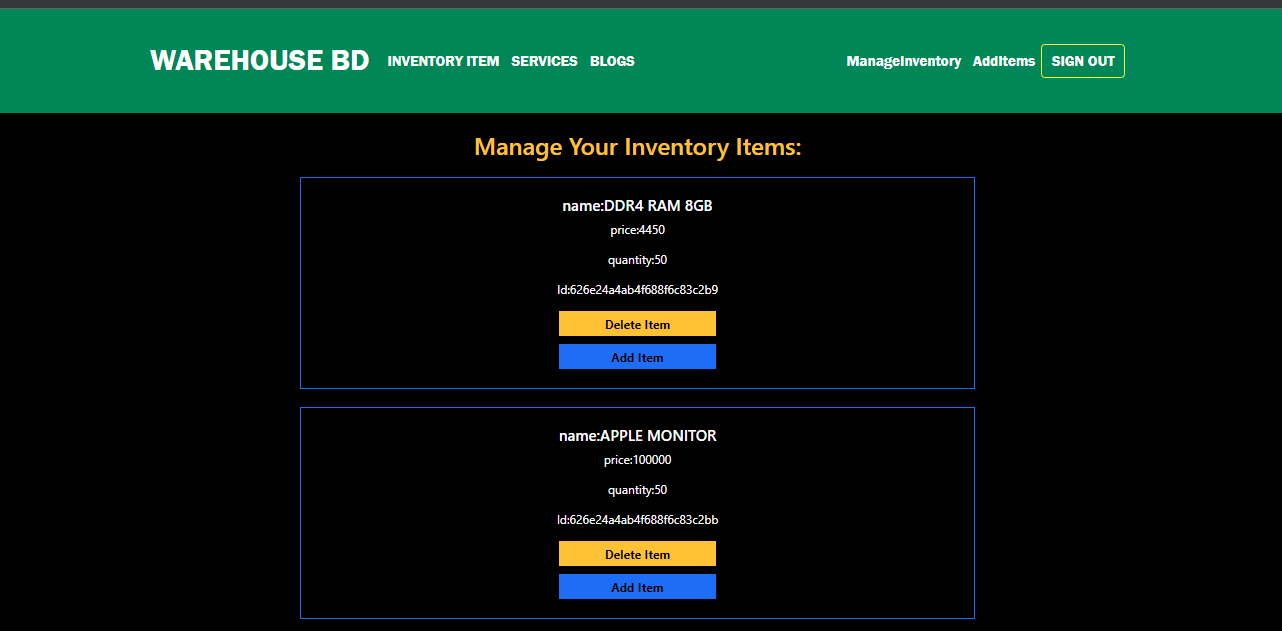 WAREHOUSE BD INVENTORY ITEM SERVICES BLOGS ManageInventory AddItems SIGN OUT
Manage Your Inventory Items:
name:DDR4 RAM 8GB
price:4450
quantity:50
Id:626e24a4ab4f688f6c83c2b9
Delete Item
Add Item
name:APPLE MONITOR
price:100000
quantity:50
Id:626e24a4ab4f688f6c83c2bb
Delete Item
Add Item